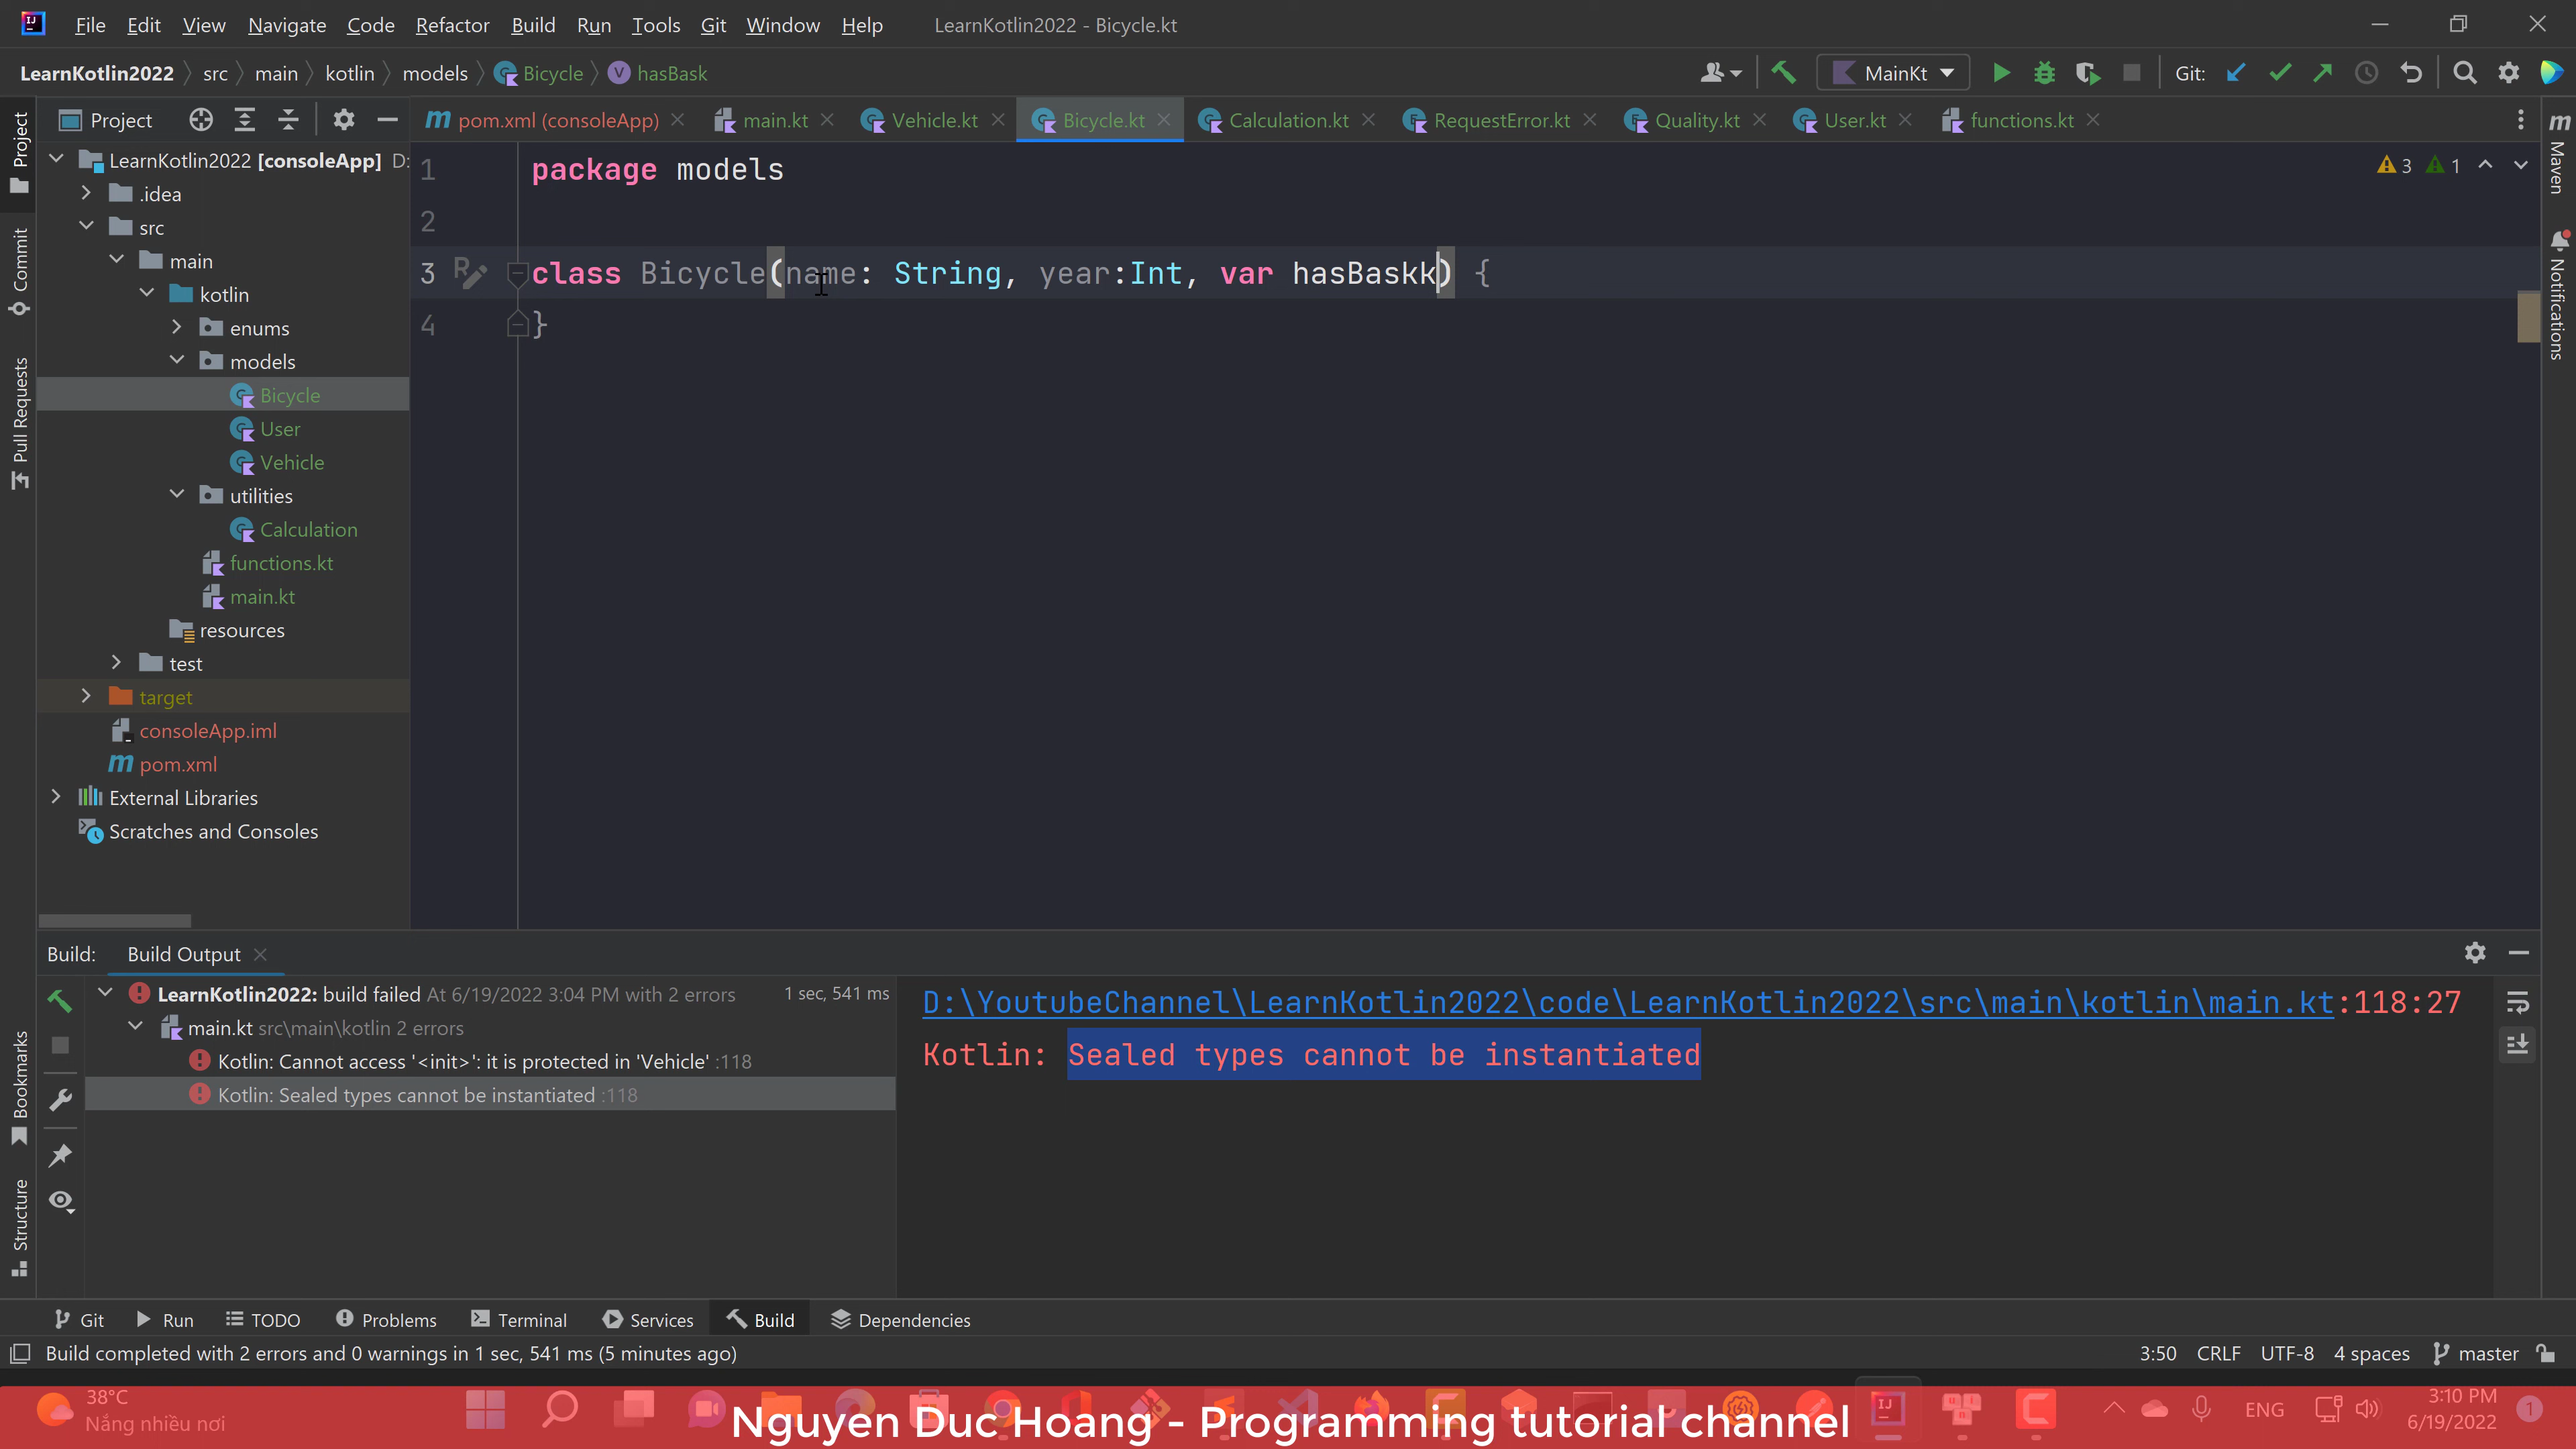 File Edit View Navigate Code Refactor Build Run Tools Git Window Help LearnKotlin2022 - Bicycle.kt
LearnKotlin2022 src main kotlin models Bicycle hasBask MainKt Git:
Project pom.xml (consoleApp) main.kt Vehicle.kt Bicycle.kt Calculation.kt RequestError.kt Quality.kt User.kt functions.kt
Project
Commit
Pull Requests
Bookmarks
Structure
Maven
Notifications
LearnKotlin2022 [consoleApp] D:
.idea
src
main
kotlin
enums
models
Bicycle
User
Vehicle
utilities
Calculation
functions.kt
main.kt
resources
test
target
consoleApp.iml
pom.xml
External Libraries
Scratches and Consoles
3 1
1 package models
2
3 class Bicycle(name: String, year:Int, var hasBaskk) {
4 }
Build: Build Output
LearnKotlin2022: build failed At 6/19/2022 3:04 PM with 2 errors 1 sec, 541 ms
main.kt src\main\kotlin 2 errors
Kotlin: Cannot access '<init>': it is protected in 'Vehicle' :118
Kotlin: Sealed types cannot be instantiated :118
D:\YoutubeChannel\LearnKotlin2022\code\LearnKotlin2022\src\main\kotlin\main.kt:118:27
Kotlin: Sealed types cannot be instantiated
Git Run TODO Problems Terminal Services Build Dependencies
Build completed with 2 errors and 0 warnings in 1 sec, 541 ms (5 minutes ago) 3:50 CRLF UTF-8 4 spaces master
38°C
Nắng nhiều nơi
Nguyen Duc Hoang - Programming tutorial channel
ENG
3:10 PM
6/19/2022
1